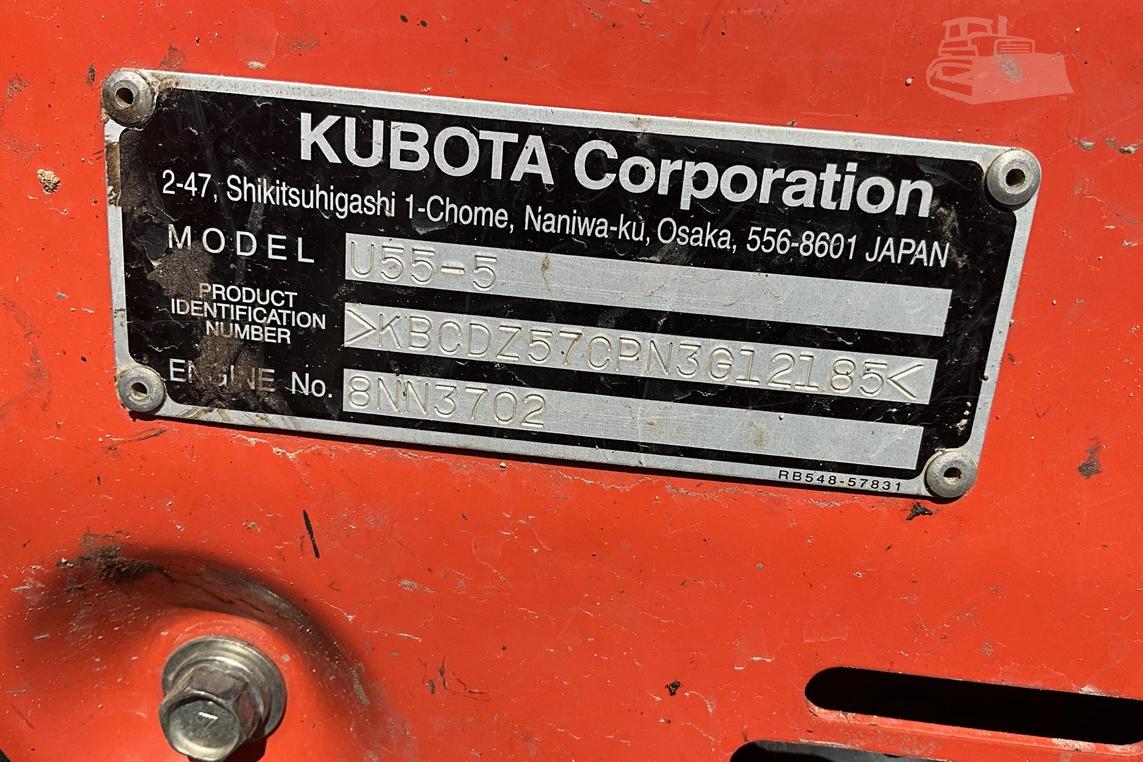 KUBOTA Corporation
2-47, Shikitsuhigashi 1-Chome, Naniwa-ku, Osaka, 556-8601 JAPAN
MODEL U55-5
PRODUCT
IDENTIFICATION
NUMBER >KBCDZ57CPN3G12185<
ENGINE No. 8NN3702
RB548-57831
TM